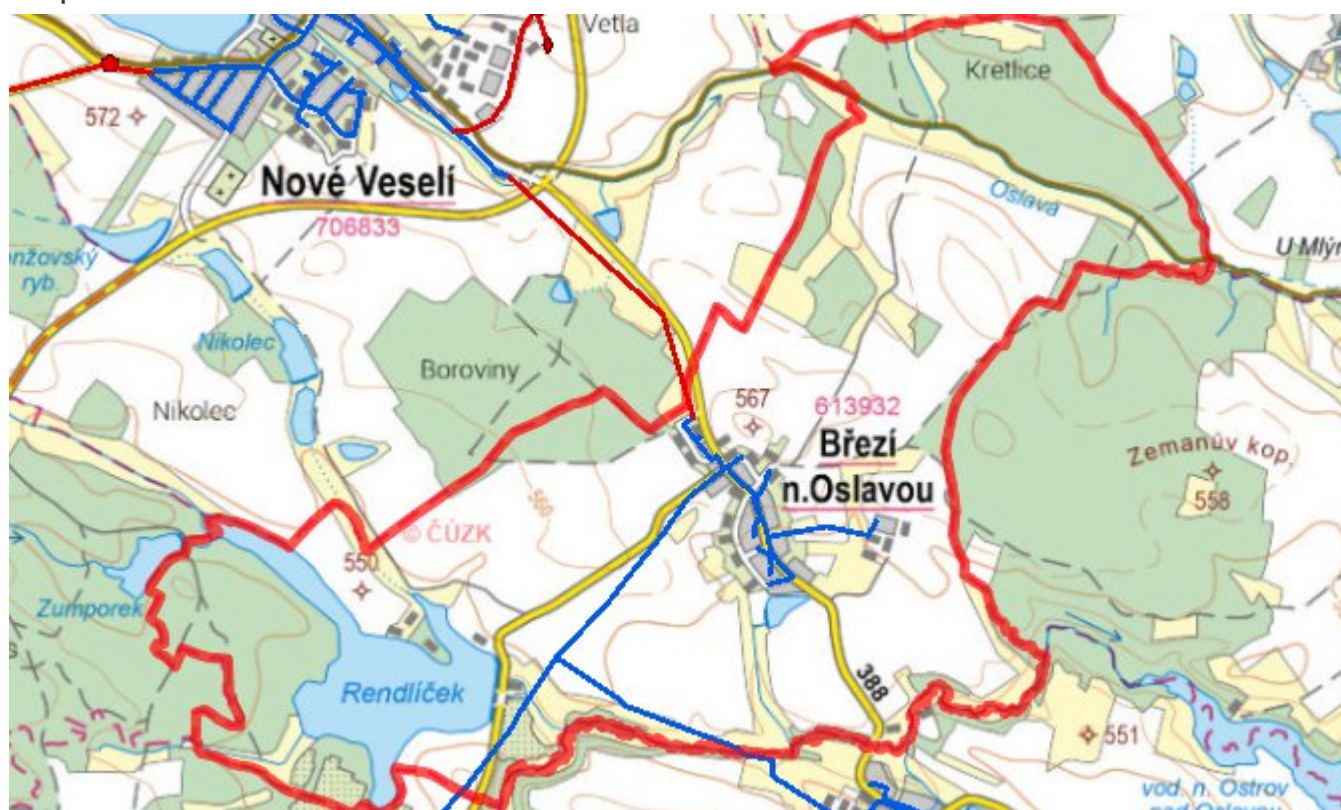 Vetla
Kretlice
572
Nové Veselí
706833
Oslava
U Mlýn
nžovský
ryb.
Nikolec
Boroviny
Nikolec
567
613932
Březí
n.Oslavou
Zemanův kop.
558
© ČÚZK
550
Zumporek
Rendlíček
388
551
vod. n. Ostrov